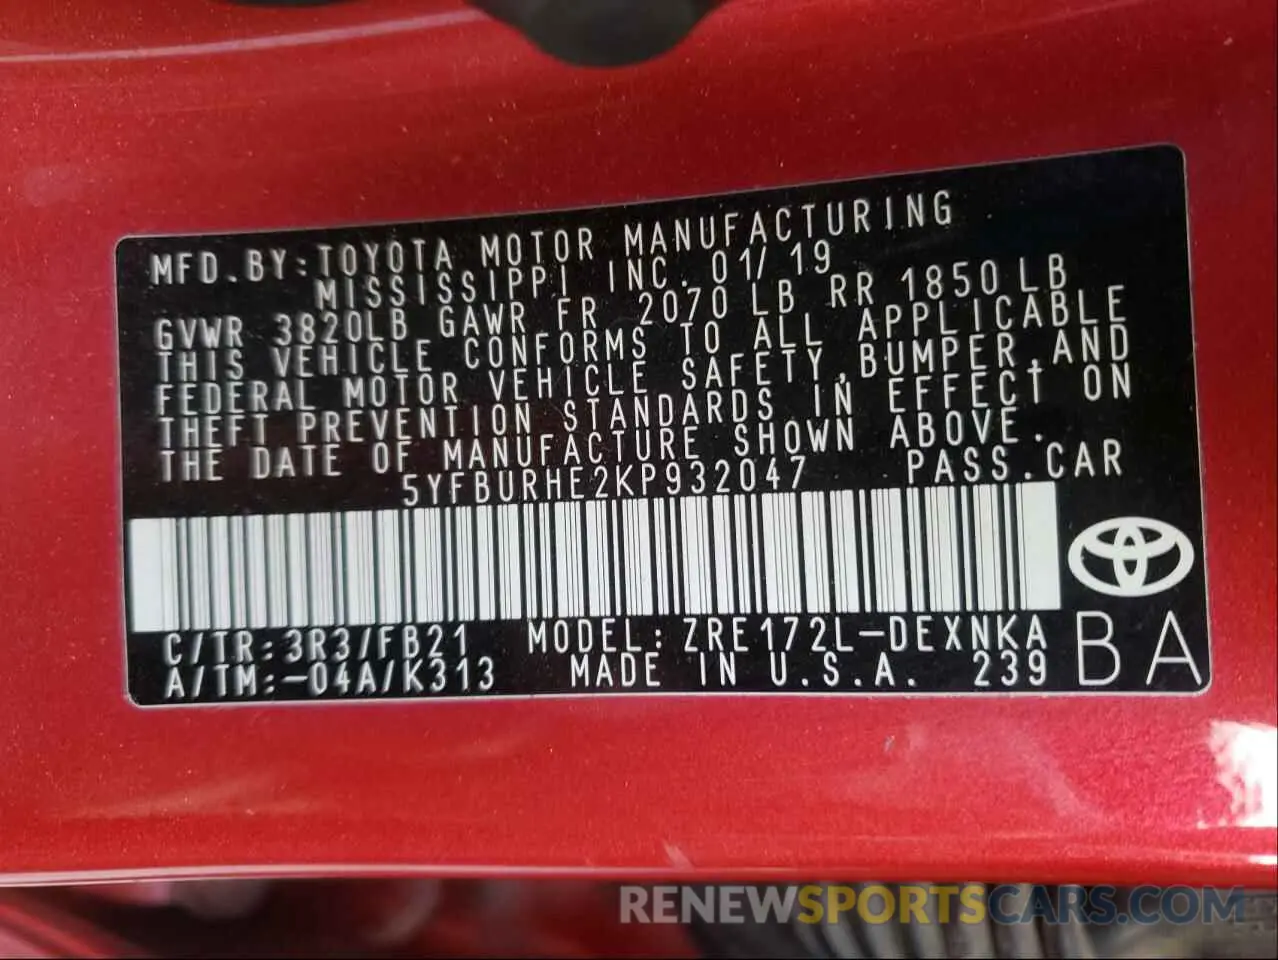 MFD.BY:TOYOTA MOTOR MANUFACTURING
MISSISSIPPI INC. 01/19
GVWR 3820LB GAWR FR 2070 LB RR 1850 LB
THIS VEHICLE CONFORMS TO ALL APPLICABLE
FEDERAL MOTOR VEHICLE SAFETY,BUMPER,AND
THEFT PREVENTION STANDARDS IN EFFECT ON
THE DATE OF MANUFACTURE SHOWN ABOVE.
5YFBURHE2KP932047 PASS.CAR
C/TR:3R3/FB21 MODEL:ZRE172L-DEXNKA
A/TM:-04A/K313 MADE IN U.S.A. 239
BA
RENEWSPORTSCARS.COM